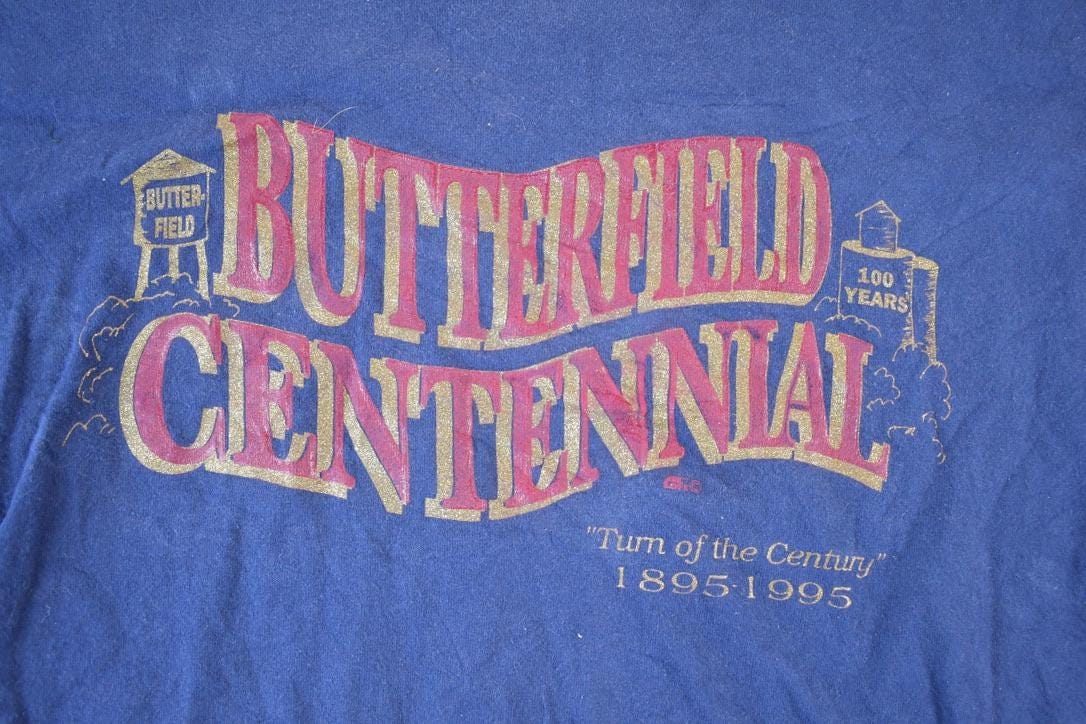 BUTTERFIELD
CENTENNIAL
BUTTER-
FIELD
100
YEARS
"Turn of the Century"
1895-1995